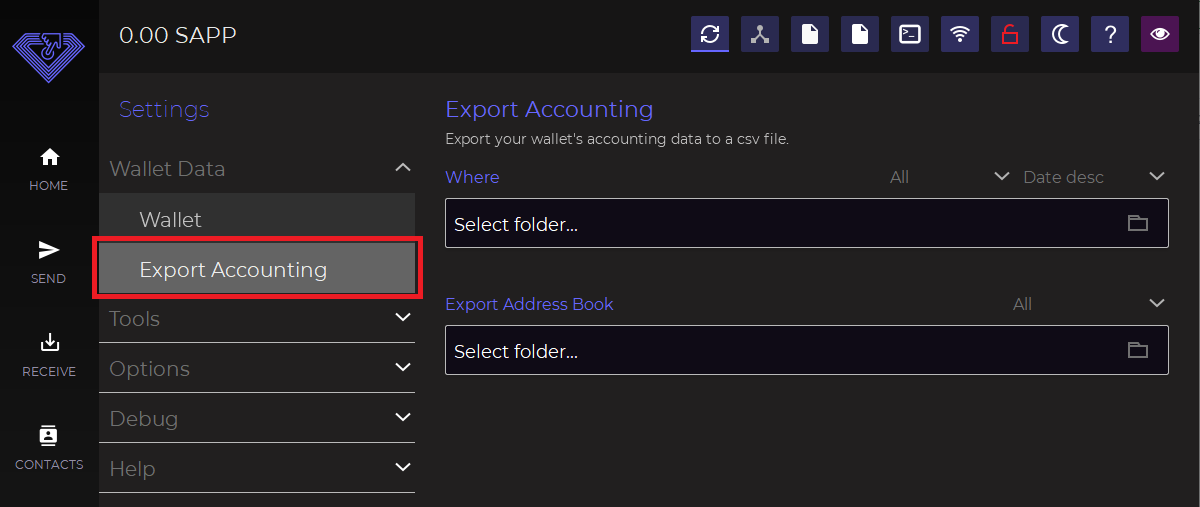 0.00 SAPP
HOME
SEND
RECEIVE
CONTACTS
Settings
Wallet Data
Wallet
Export Accounting
Tools
Options
Debug
Help
Export Accounting
Export your wallet's accounting data to a csv file.
Where All Date desc
Select folder...
Export Address Book All
Select folder...